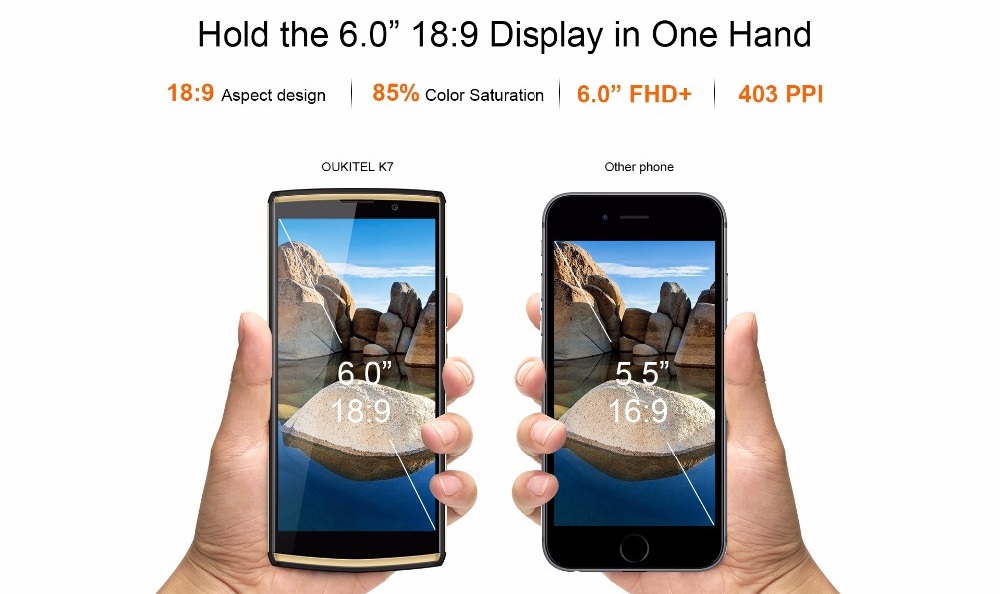 Hold the 6.0” 18:9 Display in One Hand
18:9 Aspect design
85% Color Saturation
6.0” FHD+
403 PPI
OUKITEL K7
Other phone
6.0”
18:9
5.5”
16:9